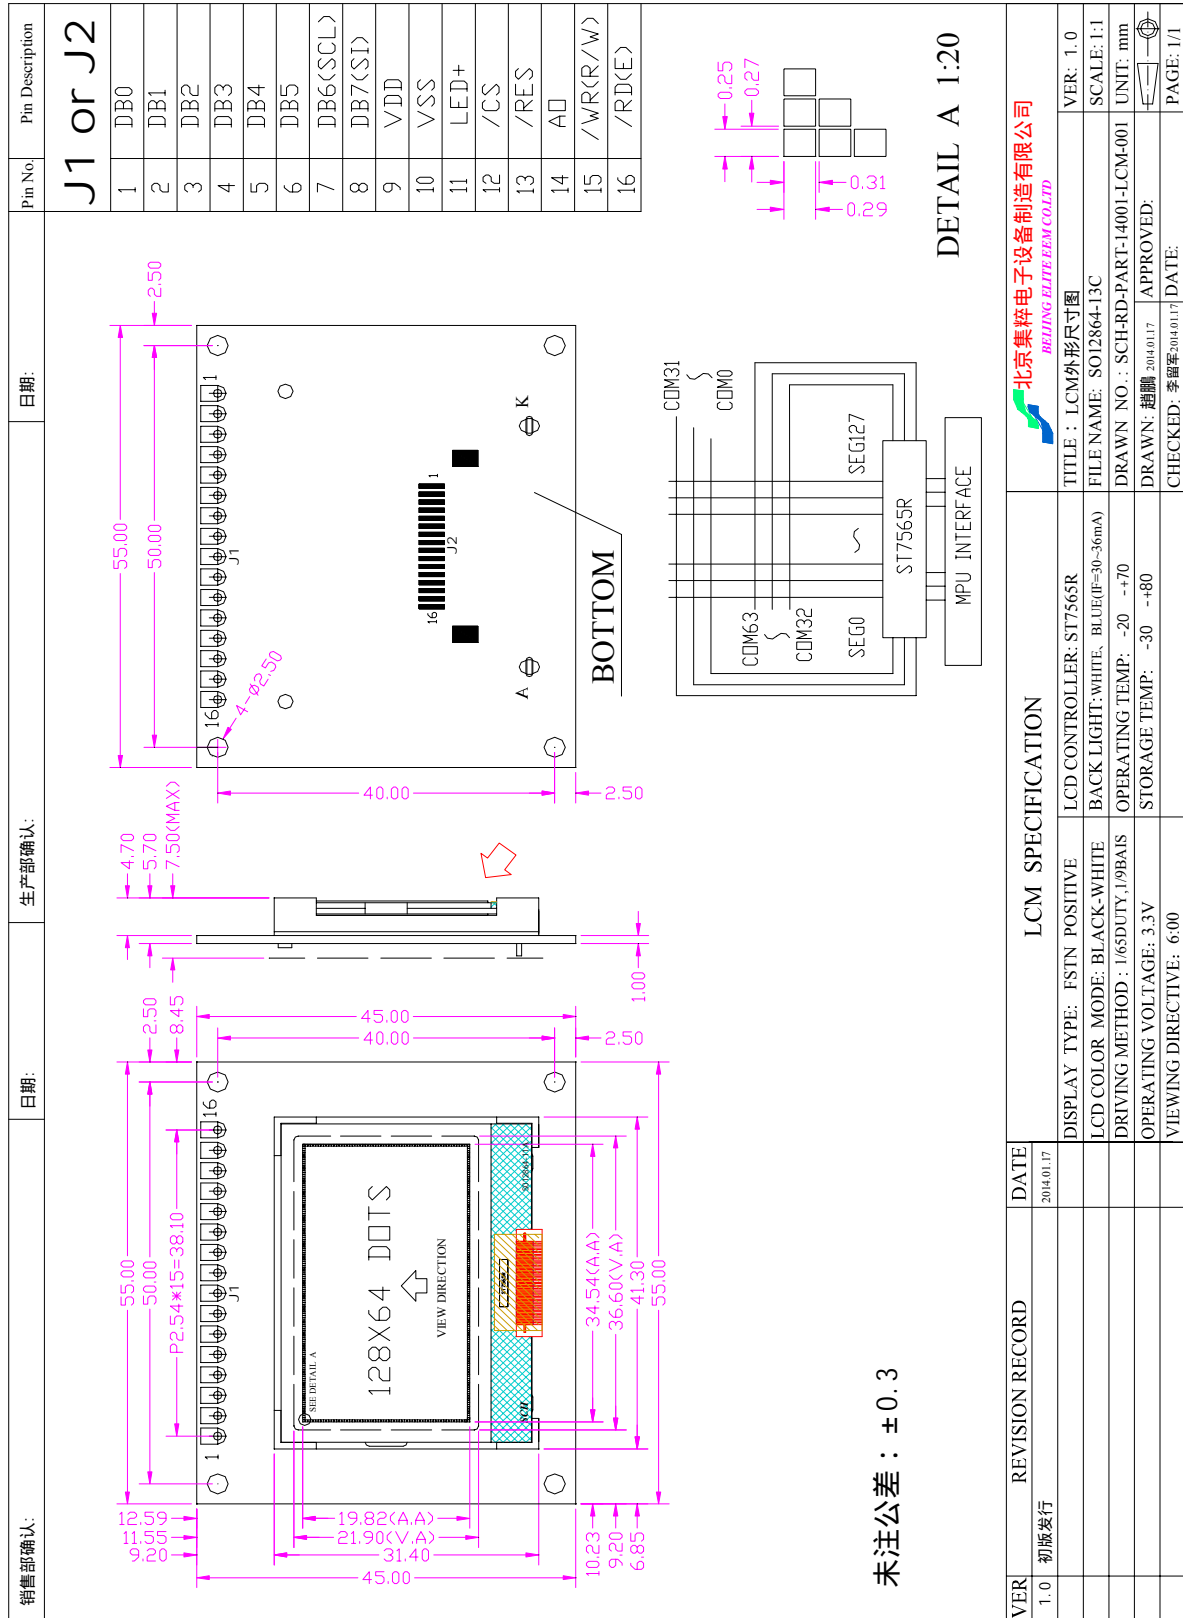 销售部确认:
日期:
生产部确认:
日期:
Pin No.
Pin Description
J1 or J2
1 DB0
2 DB1
3 DB2
4 DB3
5 DB4
6 DB5
7 DB6(SCL)
8 DB7(SI)
9 VDD
10 VSS
11 LED+
12 /CS
13 /RES
14 A0
15 /WR(R/W)
16 /RD(E)
55.00
50.00
P2.54*15=38.10
2.50
8.45
1
16
J1
12.59
11.55
9.20
SEE DETAIL A
128X64 DOTS
VIEW DIRECTION
SCH
19.82(A.A)
21.90(V.A)
31.40
45.00
34.54(A.A)
36.60(V.A)
41.30
55.00
10.23
9.20
6.85
45.00
40.00
2.50
4.70
5.70
7.50(MAX)
1.00
55.00
50.00
2.50
16
1
J1
4-Ø2.50
40.00
2.50
16
1
J2
A
K
BOTTOM
COM31
COM0
COM63
COM32
SEG0
SEG127
ST7565R
MPU INTERFACE
0.25
0.27
0.31
0.29
DETAIL A 1:20
未注公差：±0.3
VER
REVISION RECORD
DATE
1.0
初版发行
2014.01.17
LCM SPECIFICATION
DISPLAY TYPE: FSTN POSITIVE
LCD CONTROLLER: ST7565R
LCD COLOR MODE: BLACK-WHITE
BACK LIGHT:WHITE、BLUE(IF=30~36mA)
DRIVING METHOD : 1/65DUTY,1/9BAIS
OPERATING TEMP: -20 -+70
OPERATING VOLTAGE: 3.3V
STORAGE TEMP: -30 -+80
VIEWING DIRECTIVE: 6:00
北京集粹电子设备制造有限公司
BEIJING ELITE EEM CO.LTD
TITLE : LCM外形尺寸图
VER: 1.0
FILE NAME: SO12864-13C
SCALE: 1:1
DRAWN NO. : SCH-RD-PART-14001-LCM-001
UNIT: mm
DRAWN: 趙鵬 2014.01.17
APPROVED:
CHECKED: 李留军2014.01.17
DATE:
PAGE: 1/1